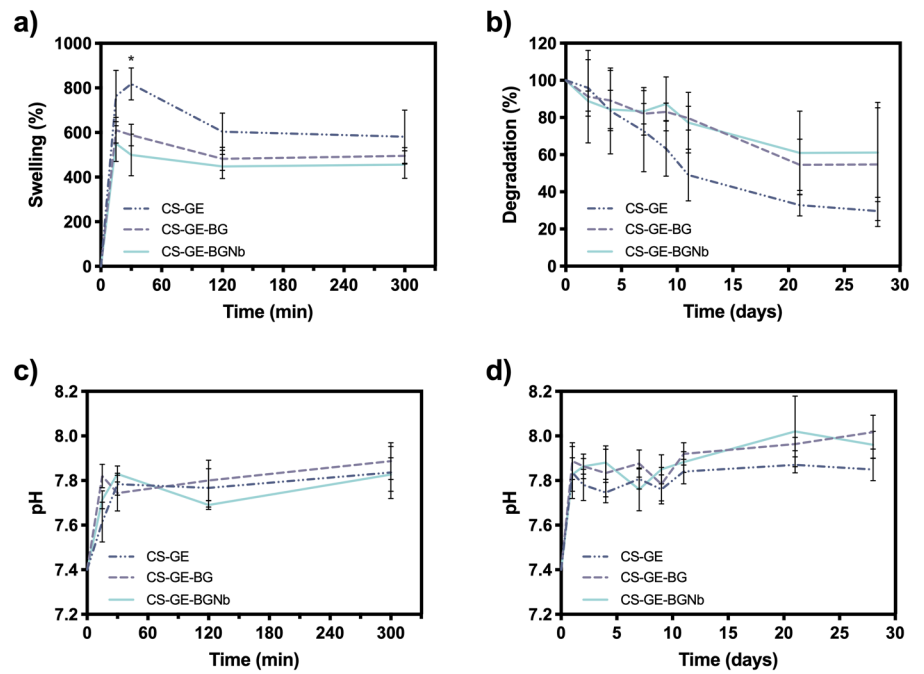 a)
1000
800
600
400
200
0
Swelling (%)
*
CS-GE
CS-GE-BG
CS-GE-BGNb
0 60 120 180 240 300
Time (min)
b)
120
100
80
60
40
20
0
Degradation (%)
CS-GE
CS-GE-BG
CS-GE-BGNb
0 5 10 15 20 25 30
Time (days)
c)
8.2
8.0
7.8
7.6
7.4
7.2
pH
CS-GE
CS-GE-BG
CS-GE-BGNb
0 60 120 180 240 300
Time (min)
d)
8.2
8.0
7.8
7.6
7.4
7.2
pH
CS-GE
CS-GE-BG
CS-GE-BGNb
0 5 10 15 20 25 30
Time (days)